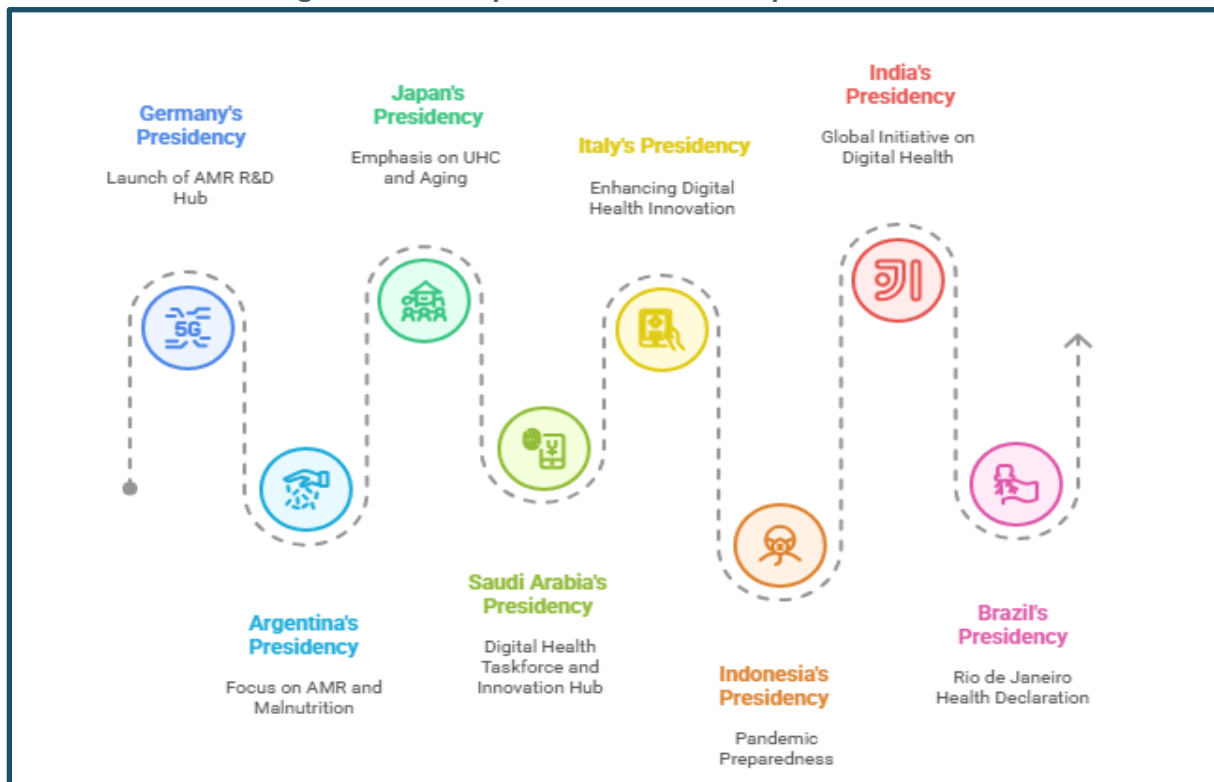 Germany's
Presidency
Launch of AMR R&D
Hub
5G
Argentina's
Presidency
Focus on AMR and
Malnutrition
Japan's
Presidency
Emphasis on UHC
and Aging
Saudi Arabia's
Presidency
Digital Health
Taskforce and
Innovation Hub
¥
Italy's Presidency
Enhancing Digital
Health Innovation
Indonesia's
Presidency
Pandemic
Preparedness
India's
Presidency
Global Initiative on
Digital Health
Brazil's
Presidency
Rio de Janeiro
Health Declaration